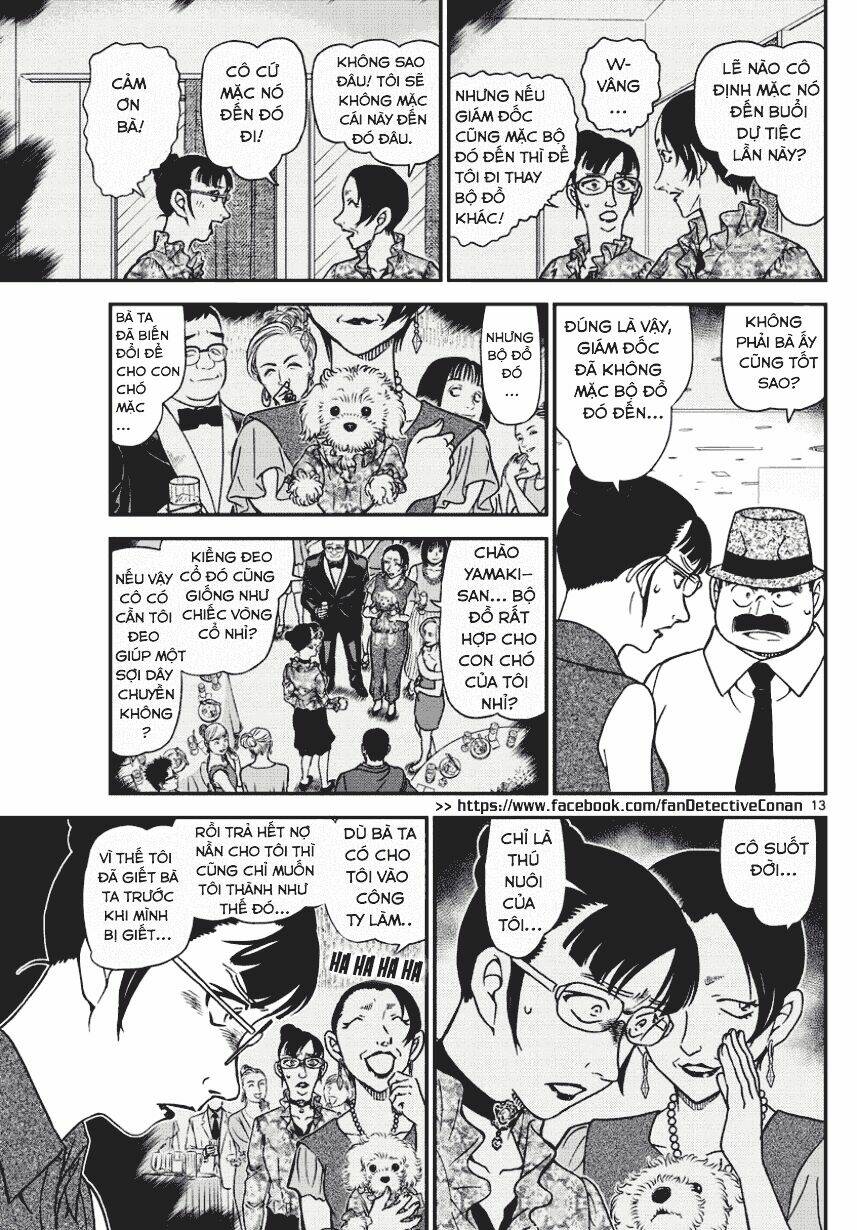 LẼ NÀO CÔ
ĐỊNH MẶC NÓ
ĐẾN BUỔI
DỰ TIỆC
LẦN NÀY?
VV-
VÂNG
...
NHƯNG NẾU
GIÁM ĐỐC
CŨNG MẶC BỘ
ĐÓ ĐẾN THÌ ĐỂ
TÔI ĐI THAY
BỘ ĐỒ
KHÁC!
KHÔNG SAO
ĐÂU! TÔI SẼ
KHÔNG MẶC
CÁI NÀY ĐẾN
ĐÓ ĐÂU.
CÔ CỨ
MẶC NÓ
ĐẾN ĐÓ
ĐI!
CẢM
ƠN
BÀ!
KHÔNG
PHẢI BÀ ẤY
CŨNG TỐT
SAO?
ĐÚNG LÀ VẬY,
GIÁM ĐỐC
ĐÃ KHÔNG
MẶC BỘ ĐỒ
ĐÓ ĐẾN...
NHƯNG
BỘ ĐỒ
ĐÓ
...
BÀ TA
ĐÃ BIẾN
ĐỔI ĐỂ
CHO CON
CHÓ
MẶC
...
CHÀO
YAMAKI-
SAN... BỘ
ĐỒ RẤT
HỢP CHO
CON CHÓ
CỦA TÔI
NHỈ?
KIỀNG ĐEO
CỔ ĐÓ CŨNG
GIỐNG NHƯ
CHIẾC VÒNG
CỔ NHỈ?
NẾU VẬY
CÔ CÓ
CẦN TÔI
ĐEO
GIÚP MỘT
SỢI DÂY
CHUYỀN
KHÔNG
?
>> https://www.facebook.com/fanDetectiveConan 13
CÔ SUỐT
ĐỜI...
CHỈ LÀ
THÚ
NUÔI
CỦA
TÔI...
DÙ BÀ TA
CÓ CHO
TÔI VÀO
CÔNG
TY LÀM..
HA HA HA HA
RỒI TRẢ HẾT NỢ
NẦN CHO TÔI THÌ
CŨNG CHỈ MUỐN
TÔI THÀNH NHƯ
THẾ ĐÓ...
VÌ THẾ TÔI
ĐÃ GIẾT BÀ
TA TRƯỚC
KHI MÌNH
BỊ GIẾT...